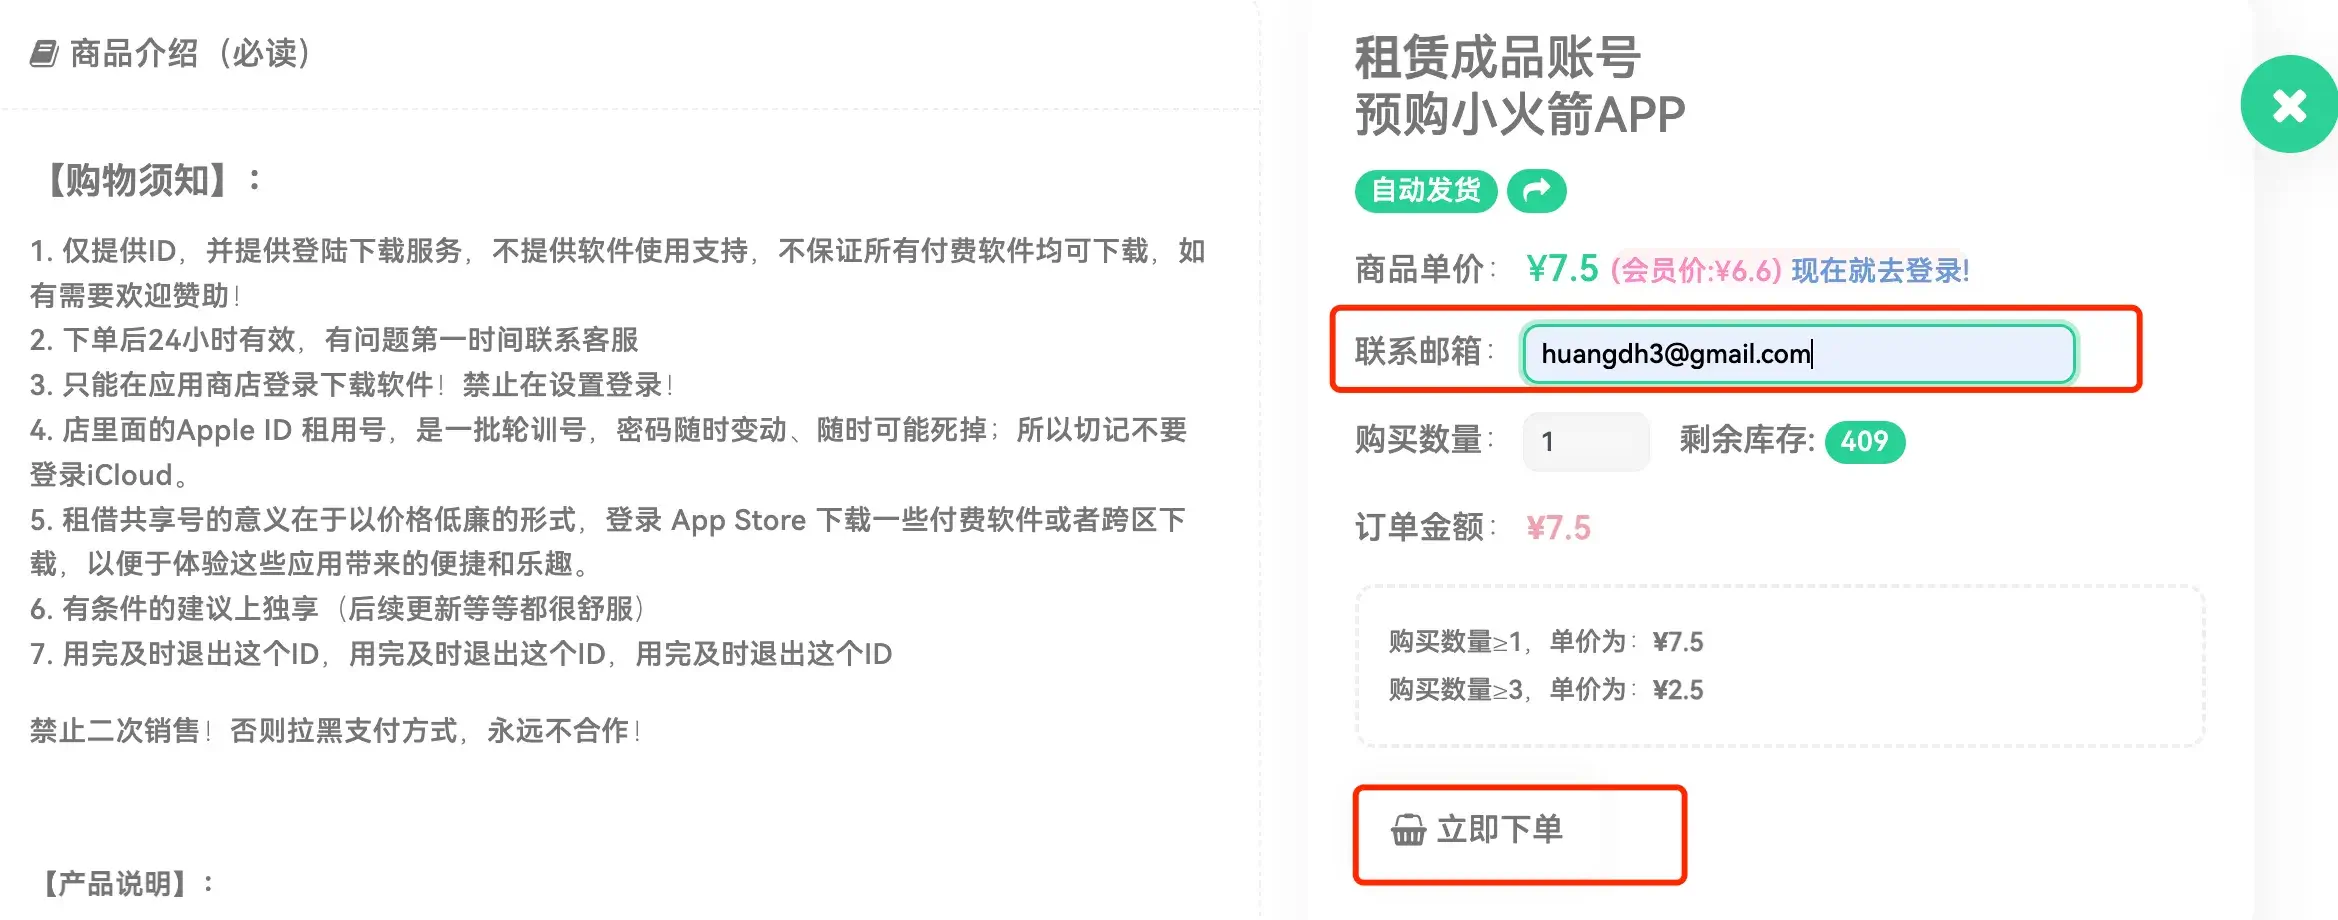 商品介绍（必读）
【购物须知】：
1. 仅提供ID，并提供登陆下载服务，不提供软件使用支持，不保证所有付费软件均可下载，如
有需要欢迎赞助！
2. 下单后24小时有效，有问题第一时间联系客服
3. 只能在应用商店登录下载软件！禁止在设置登录！
4. 店里面的Apple ID 租用号，是一批轮训号，密码随时变动、随时可能死掉；所以切记不要
登录iCloud。
5. 租借共享号的意义在于以价格低廉的形式，登录 App Store 下载一些付费软件或者跨区下
载，以便于体验这些应用带来的便捷和乐趣。
6. 有条件的建议上独享（后续更新等等都很舒服）
7. 用完及时退出这个ID，用完及时退出这个ID，用完及时退出这个ID
禁止二次销售！否则拉黑支付方式，永远不合作！
【产品说明】：
租赁成品账号
预购小火箭APP
自动发货
商品单价： ¥7.5 (会员价:¥6.6) 现在就去登录!
联系邮箱： huangdh3@gmail.com
购买数量： 1 剩余库存: 409
订单金额： ¥7.5
购买数量≥1，单价为：¥7.5
购买数量≥3，单价为：¥2.5
立即下单